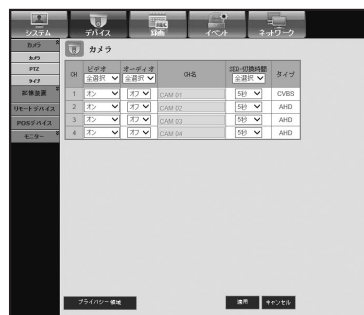 システム デバイス 録画 イベント ネットワーク
REC
カメラ
カメラ
PTZ
タイプ
録画装置
リモートデバイス
POSデバイス
モニター
カメラ
CH ビデオ オーディオ CH名 SEQ-切換時間 タイプ
全選択 全選択 全選択
1 オン オフ CAM 01 5秒 CVBS
2 オン オフ CAM 02 5秒 AHD
3 オン オフ CAM 03 5秒 AHD
4 オン オフ CAM 04 5秒 AHD
プライバシー領域 適用 キャンセル